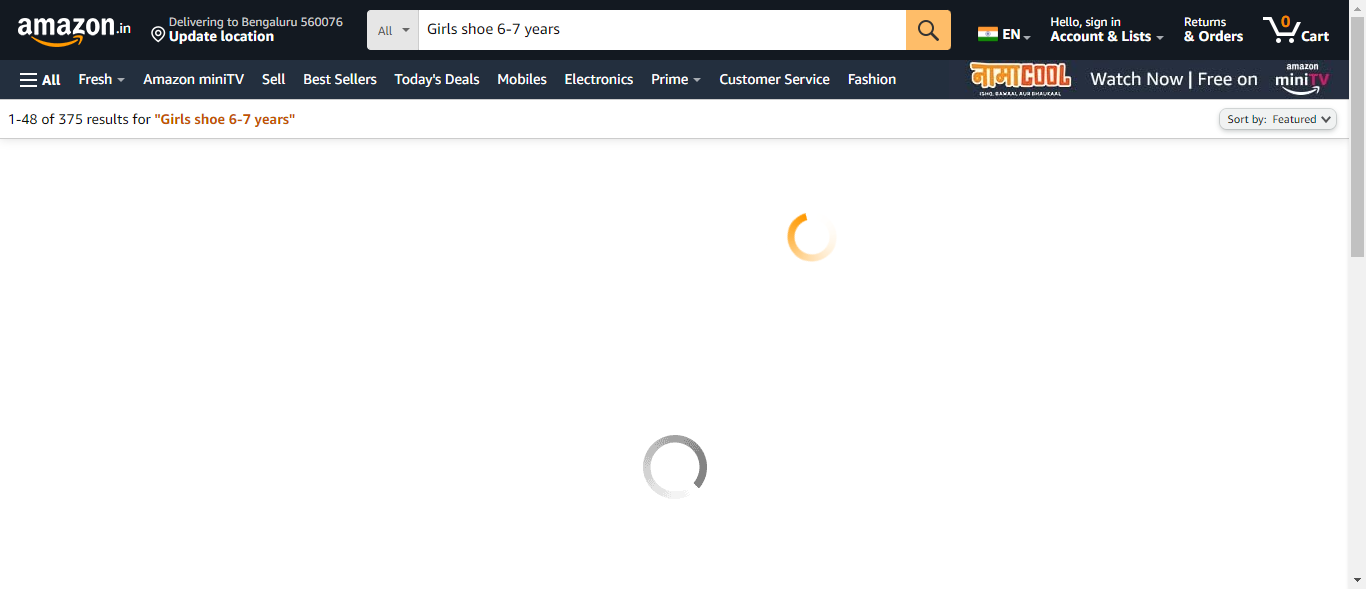 amazon.in
Delivering to Bengaluru 560076
Update location
All
Girls shoe 6-7 years
EN
Hello, sign in
Account & Lists
Returns
& Orders
0
Cart
All
Fresh
Amazon miniTV
Sell
Best Sellers
Today's Deals
Mobiles
Electronics
Prime
Customer Service
Fashion
नामाCOOL
ISHQ, BAWAAL AUR BHAUKAAL
Watch Now | Free on
amazon
miniTV
1-48 of 375 results for "Girls shoe 6-7 years"
Sort by: Featured